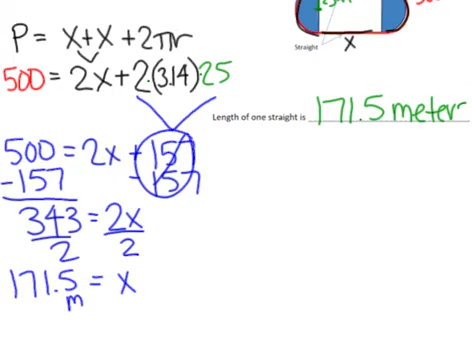 P = x + x + 2πr
500 = 2x + 2·(3.14)·25
Straight
x
Length of one straight is 171.5 meter
500 = 2x + 157
-157 - 157
343 = 2x
2 2
171.5 = x
m